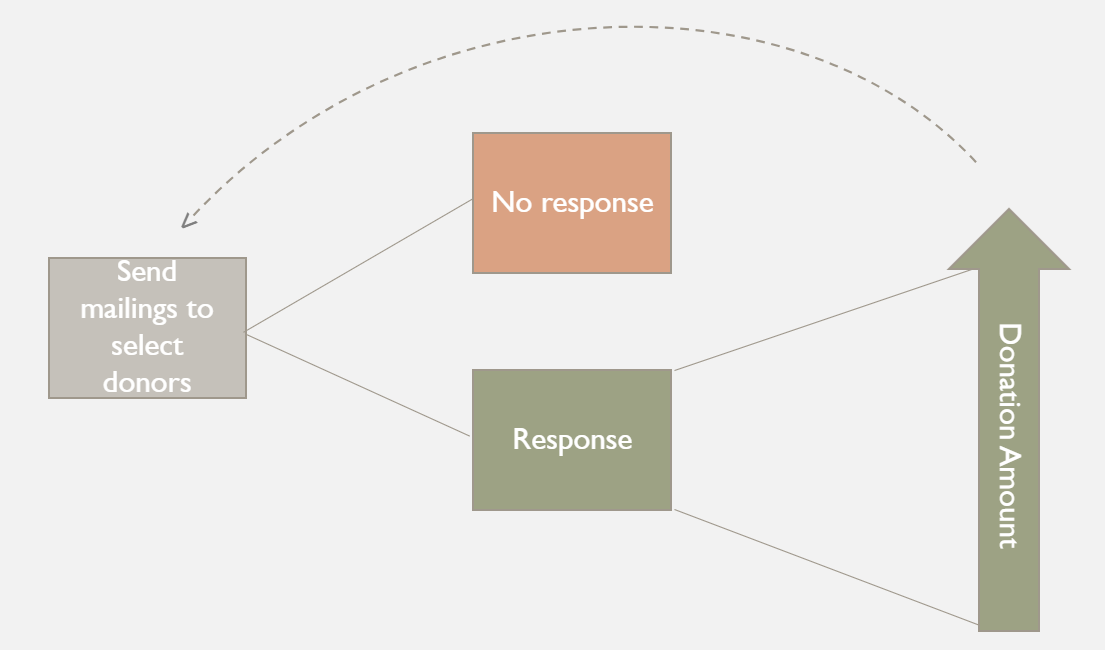 No response
Send
mailings to
select
donors
Donation Amount
Response